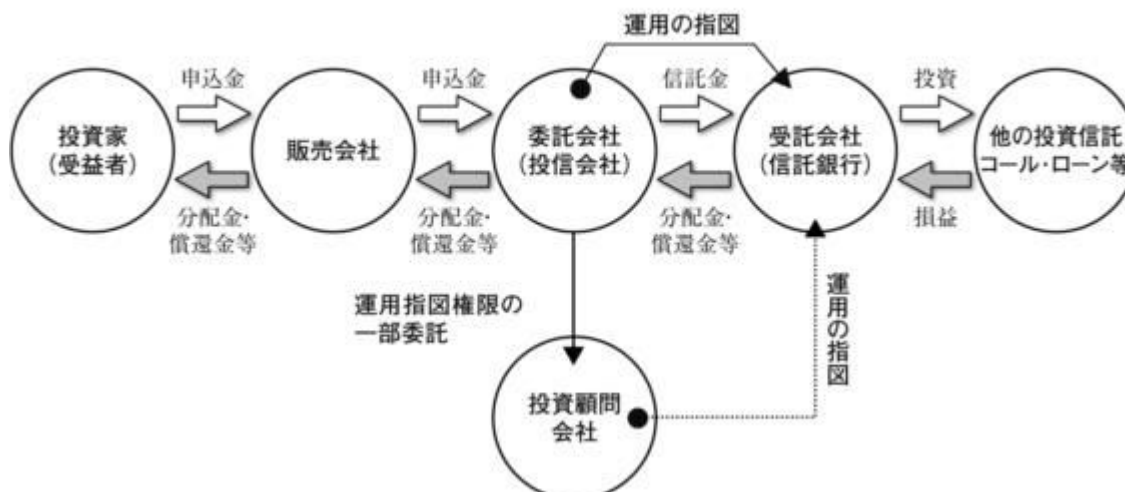 運用の指図
申込金
申込金
信託金
投資
投資家
(受益者)
販売会社
委託会社
(投信会社)
受託会社
(信託銀行)
他の投資信託
コール・ローン等
分配金・
償還金等
分配金・
償還金等
分配金・
償還金等
損益
運用指図権限の
一部委託
運用の指図
投資顧問
会社